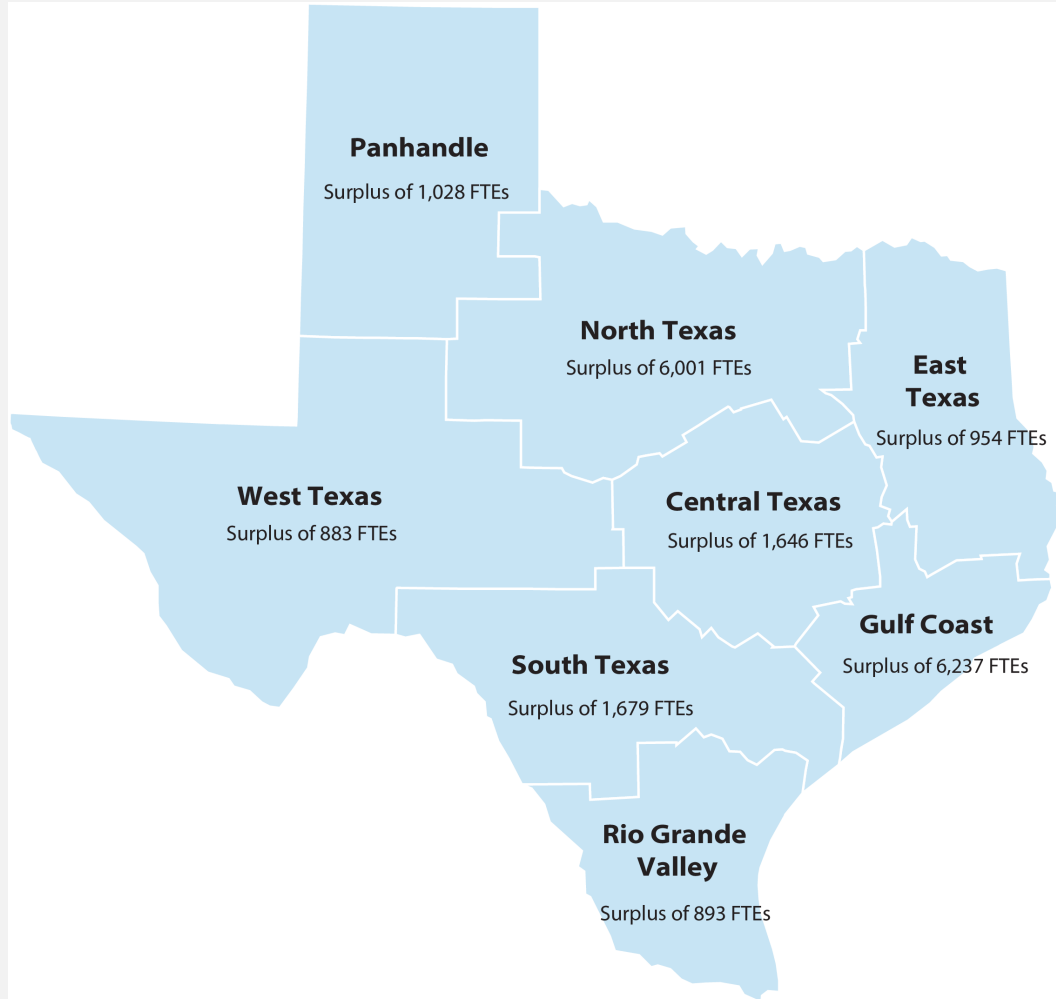 Panhandle
Surplus of 1,028 FTEs
North Texas
Surplus of 6,001 FTEs
East
Texas
Surplus of 954 FTEs
West Texas
Surplus of 883 FTEs
Central Texas
Surplus of 1,646 FTEs
Gulf Coast
Surplus of 6,237 FTEs
South Texas
Surplus of 1,679 FTEs
Rio Grande
Valley
Surplus of 893 FTEs